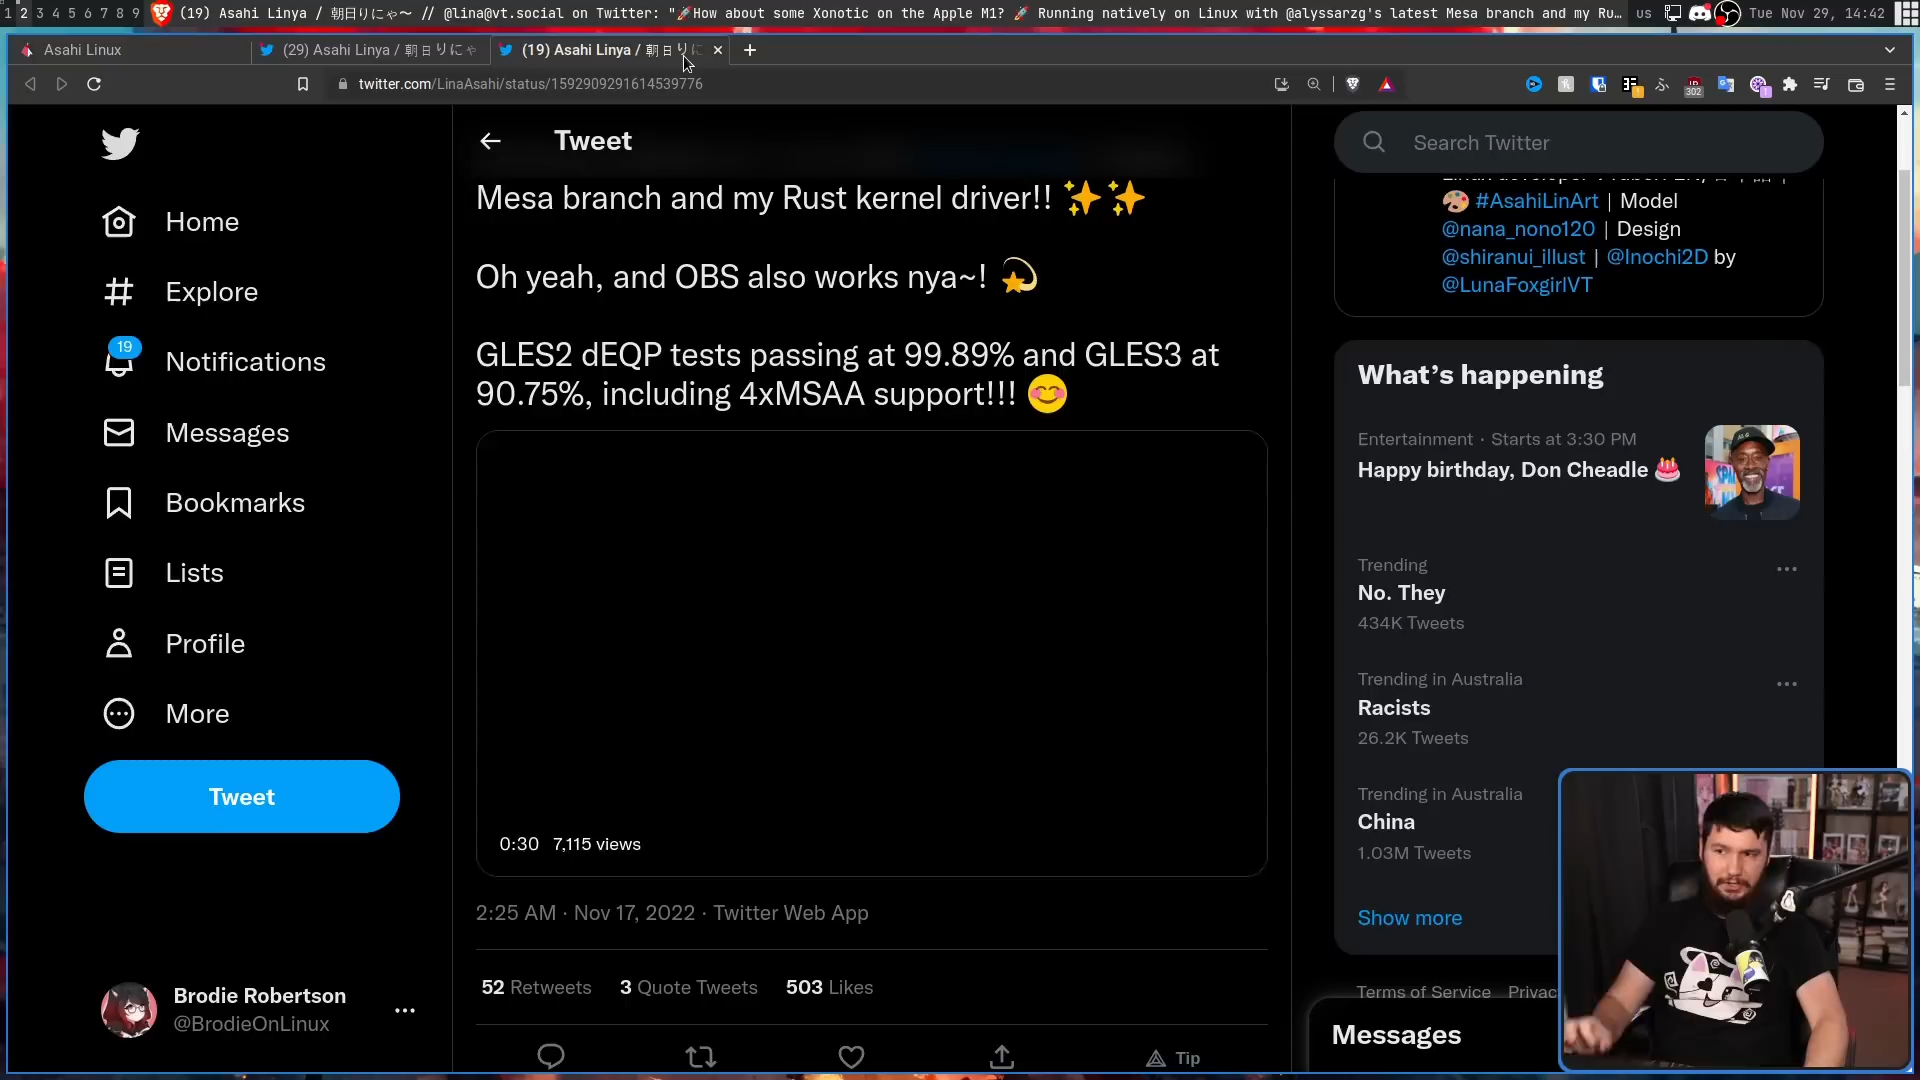 1 2 3 4 5 6 7 8 9 (19) Asahi Linya / 朝日りにゃ〜 // @lina@vt.social on Twitter: "🚀How about some Xonotic on the Apple M1? 🚀 Running natively on Linux with @alyssarzg's latest Mesa branch and my Ru… us Tue Nov 29, 14:42
Asahi Linux (29) Asahi Linya / 朝日りにゃ (19) Asahi Linya / 朝日りに
twitter.com/LinaAsahi/status/1592909291614539776
302
Tweet
Search Twitter
Mesa branch and my Rust kernel driver!! ✨✨
Oh yeah, and OBS also works nya~! 💫
GLES2 dEQP tests passing at 99.89% and GLES3 at
90.75%, including 4xMSAA support!!! 😊
0:30 7,115 views
2:25 AM · Nov 17, 2022 · Twitter Web App
52 Retweets 3 Quote Tweets 503 Likes
Tip
Home
Explore
19
Notifications
Messages
Bookmarks
Lists
Profile
More
Tweet
Brodie Robertson
@BrodieOnLinux
🎨 #AsahiLinArt | Model
@nana_nono120 | Design
@shiranui_illust | @Inochi2D by
@LunaFoxgirlVT
What's happening
Entertainment · Starts at 3:30 PM
Happy birthday, Don Cheadle 🎂
Trending
No. They
434K Tweets
Trending in Australia
Racists
26.2K Tweets
Trending in Australia
China
1.03M Tweets
Show more
Terms of Service Privac
Messages